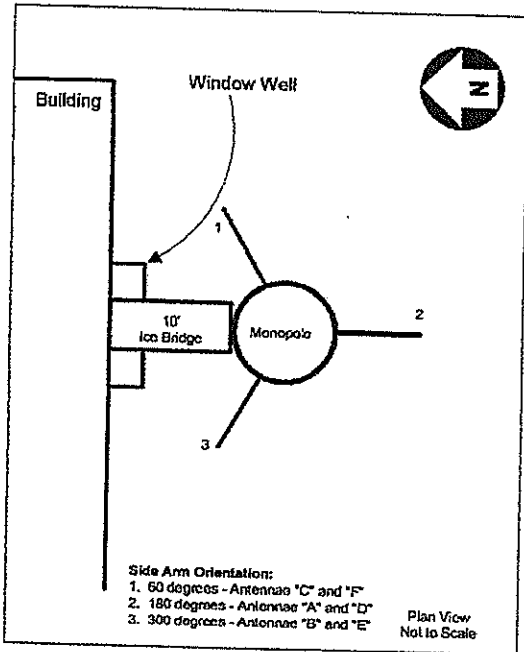 Building
Window Well
N
1
2
10'
Ice Bridge
Monopole
3
Side Arm Orientation:
1. 60 degrees - Antennae "C" and "F"
2. 180 degrees - Antennae "A" and "D"
3. 300 degrees - Antennae "B" and "E"
Plan View
Not to Scale